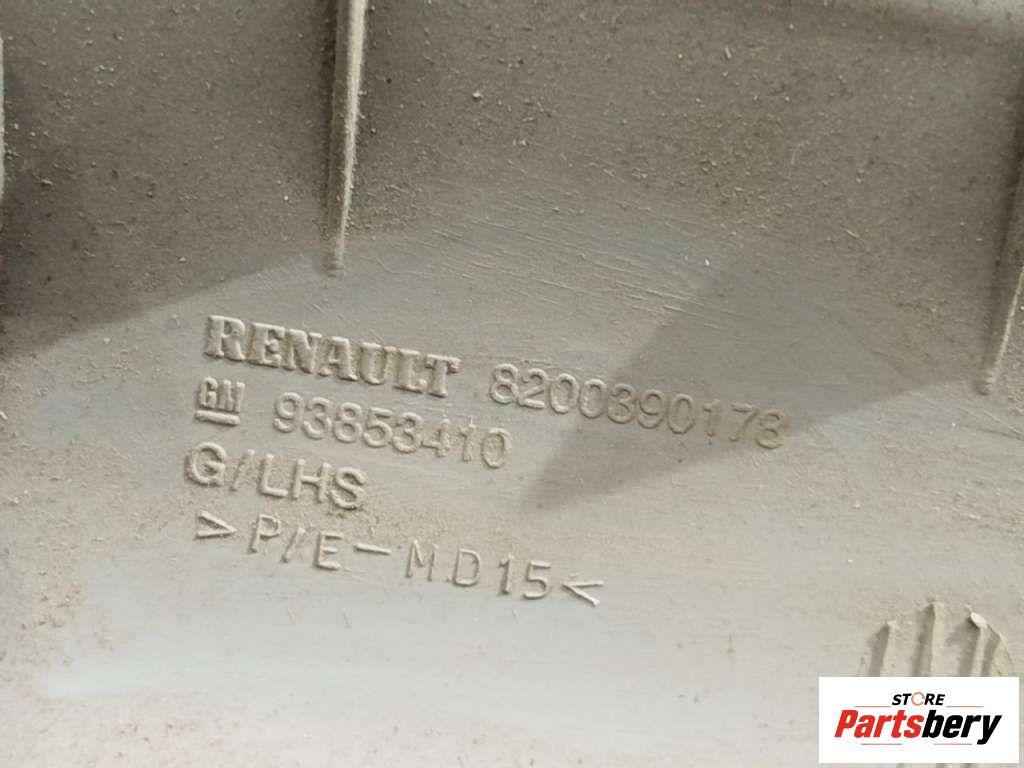 RENAULT 8200390173
GM 93853410
G/LHS
>P/E-MD15<
STORE
Partsbery